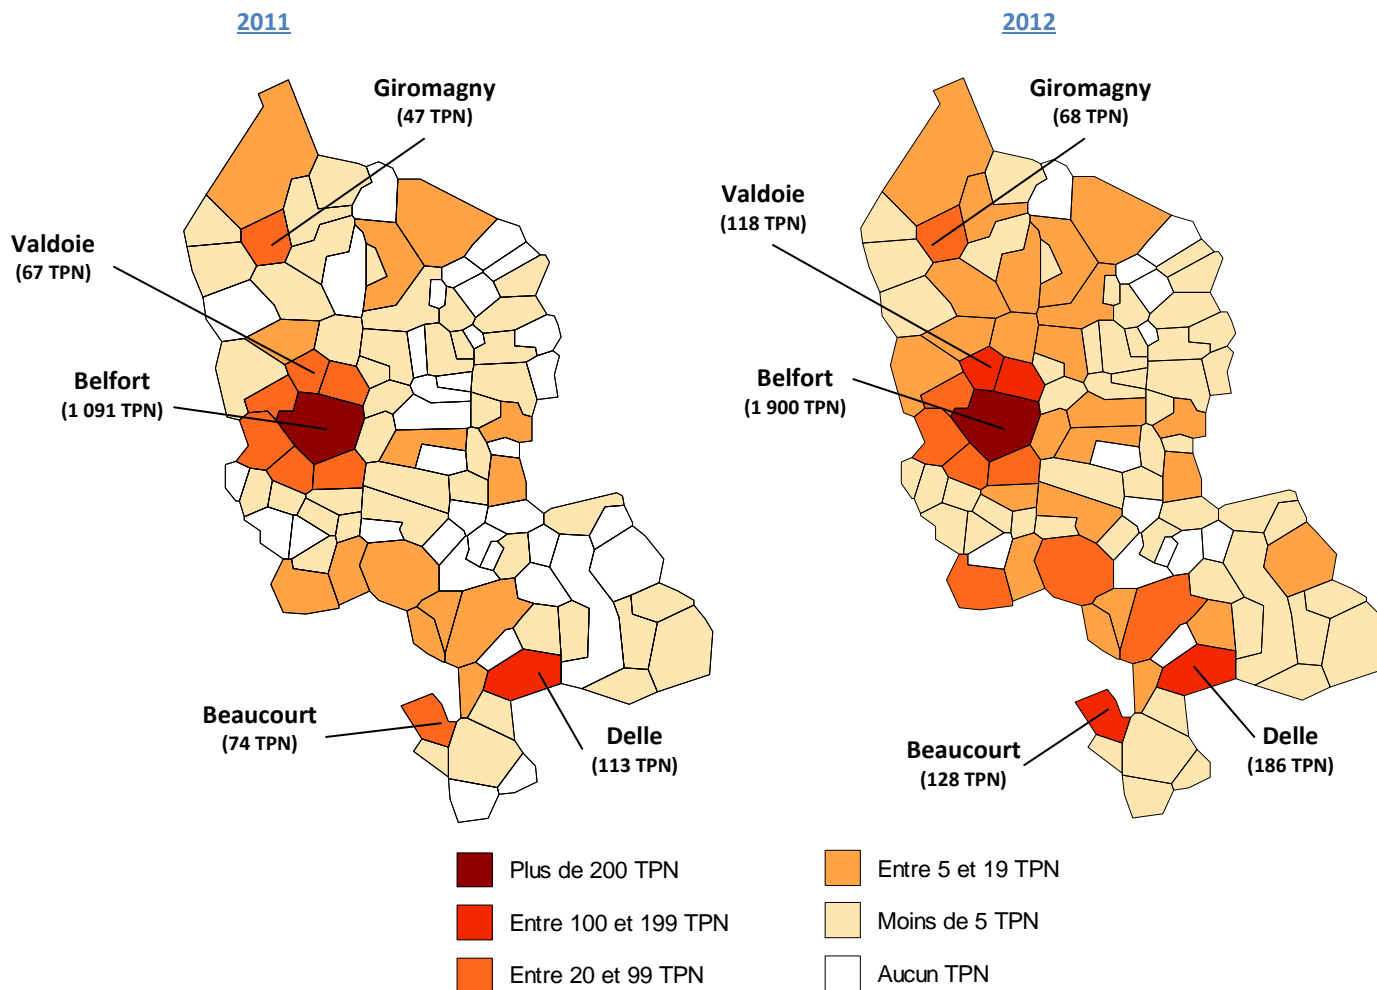 2011
2012
Giromagny
(47 TPN)
Valdoie
(67 TPN)
Belfort
(1 091 TPN)
Beaucourt
(74 TPN)
Delle
(113 TPN)
Giromagny
(68 TPN)
Valdoie
(118 TPN)
Belfort
(1 900 TPN)
Beaucourt
(128 TPN)
Delle
(186 TPN)
Plus de 200 TPN
Entre 100 et 199 TPN
Entre 20 et 99 TPN
Entre 5 et 19 TPN
Moins de 5 TPN
Aucun TPN